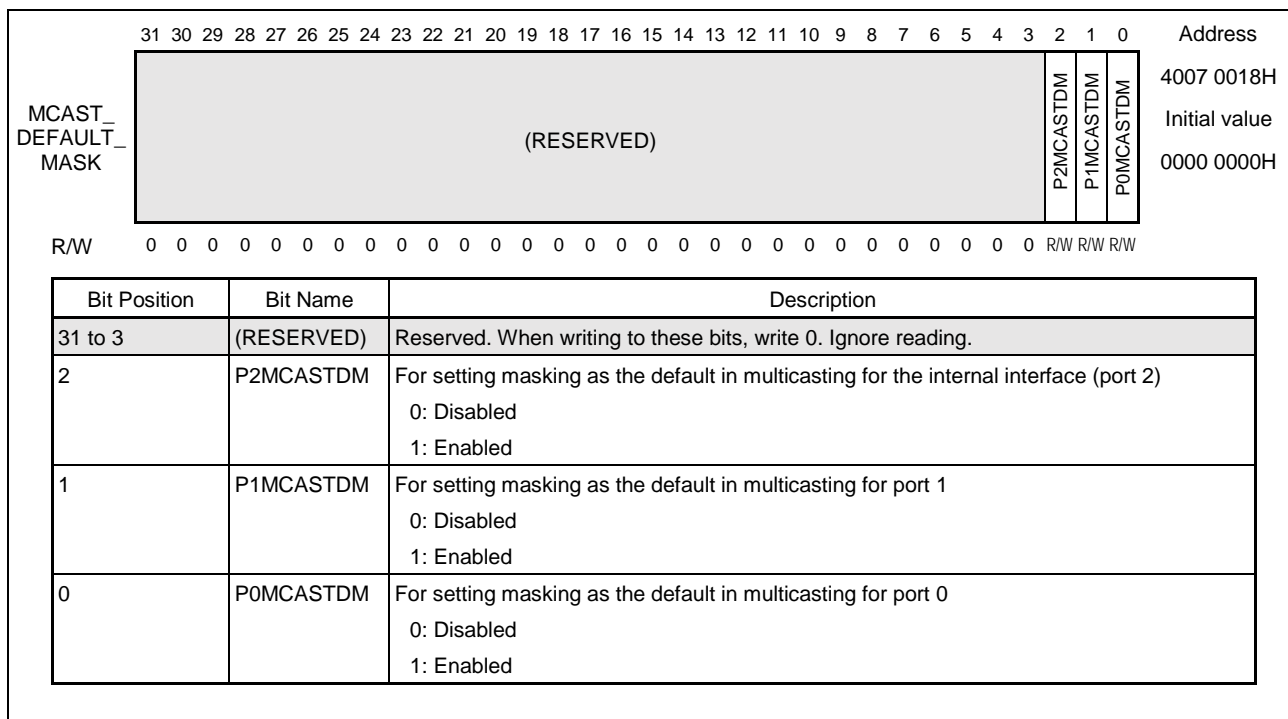 31 30 29 28 27 26 25 24 23 22 21 20 19 18 17 16 15 14 13 12 11 10 9 8 7 6 5 4 3 2 1 0 Address
MCAST_
DEFAULT_
MASK
(RESERVED)
P2MCASTDM
P1MCASTDM
P0MCASTDM
4007 0018H
Initial value
0000 0000H
R/W 0 0 0 0 0 0 0 0 0 0 0 0 0 0 0 0 0 0 0 0 0 0 0 0 0 0 0 0 0 R/W R/W R/W
Bit Position Bit Name Description
31 to 3 (RESERVED) Reserved. When writing to these bits, write 0. Ignore reading.
2 P2MCASTDM For setting masking as the default in multicasting for the internal interface (port 2)
0: Disabled
1: Enabled
1 P1MCASTDM For setting masking as the default in multicasting for port 1
0: Disabled
1: Enabled
0 P0MCASTDM For setting masking as the default in multicasting for port 0
0: Disabled
1: Enabled